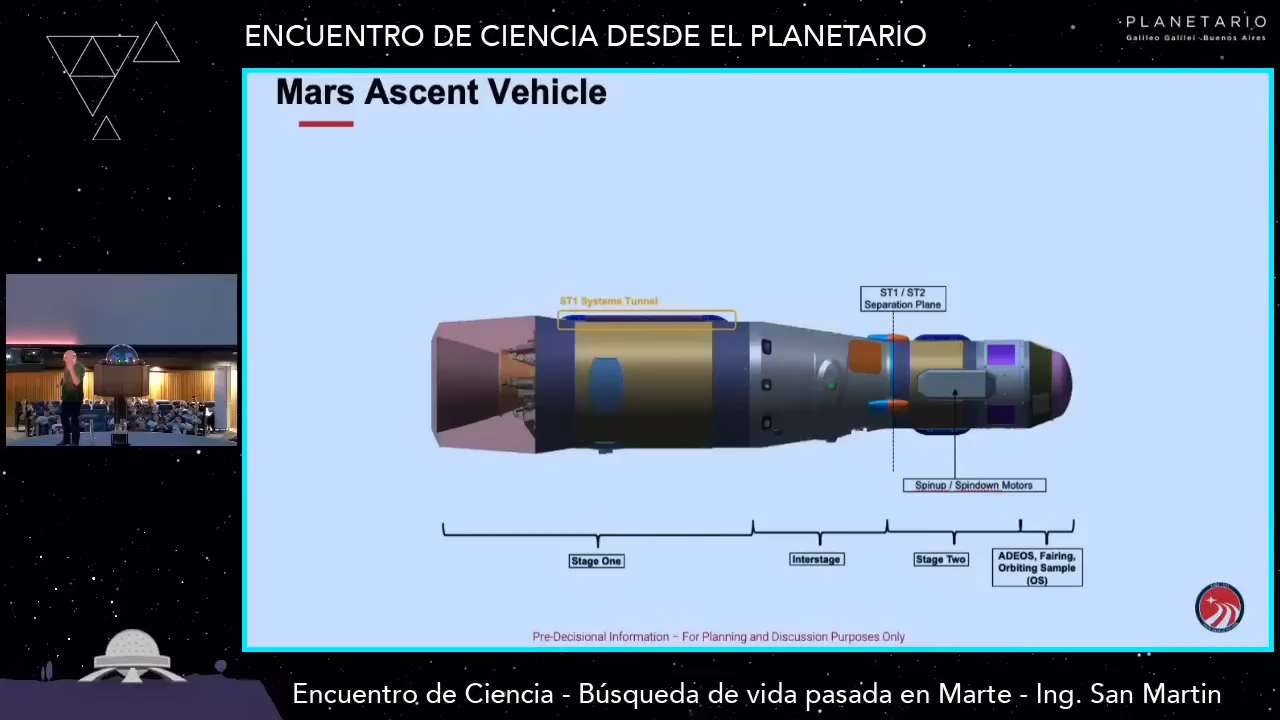 ENCUENTRO DE CIENCIA DESDE EL PLANETARIO
PLANETARIO
Galileo Galilei - Buenos Aires
Mars Ascent Vehicle
ST1 Systems Tunnel
ST1 / ST2
Separation Plane
Spinup / Spindown Motors
Stage One
Interstage
Stage Two
ADEOS, Fairing,
Orbiting Sample
(OS)
Pre-Decisional Information – For Planning and Discussion Purposes Only
Encuentro de Ciencia - Búsqueda de vida pasada en Marte - Ing. San Martin